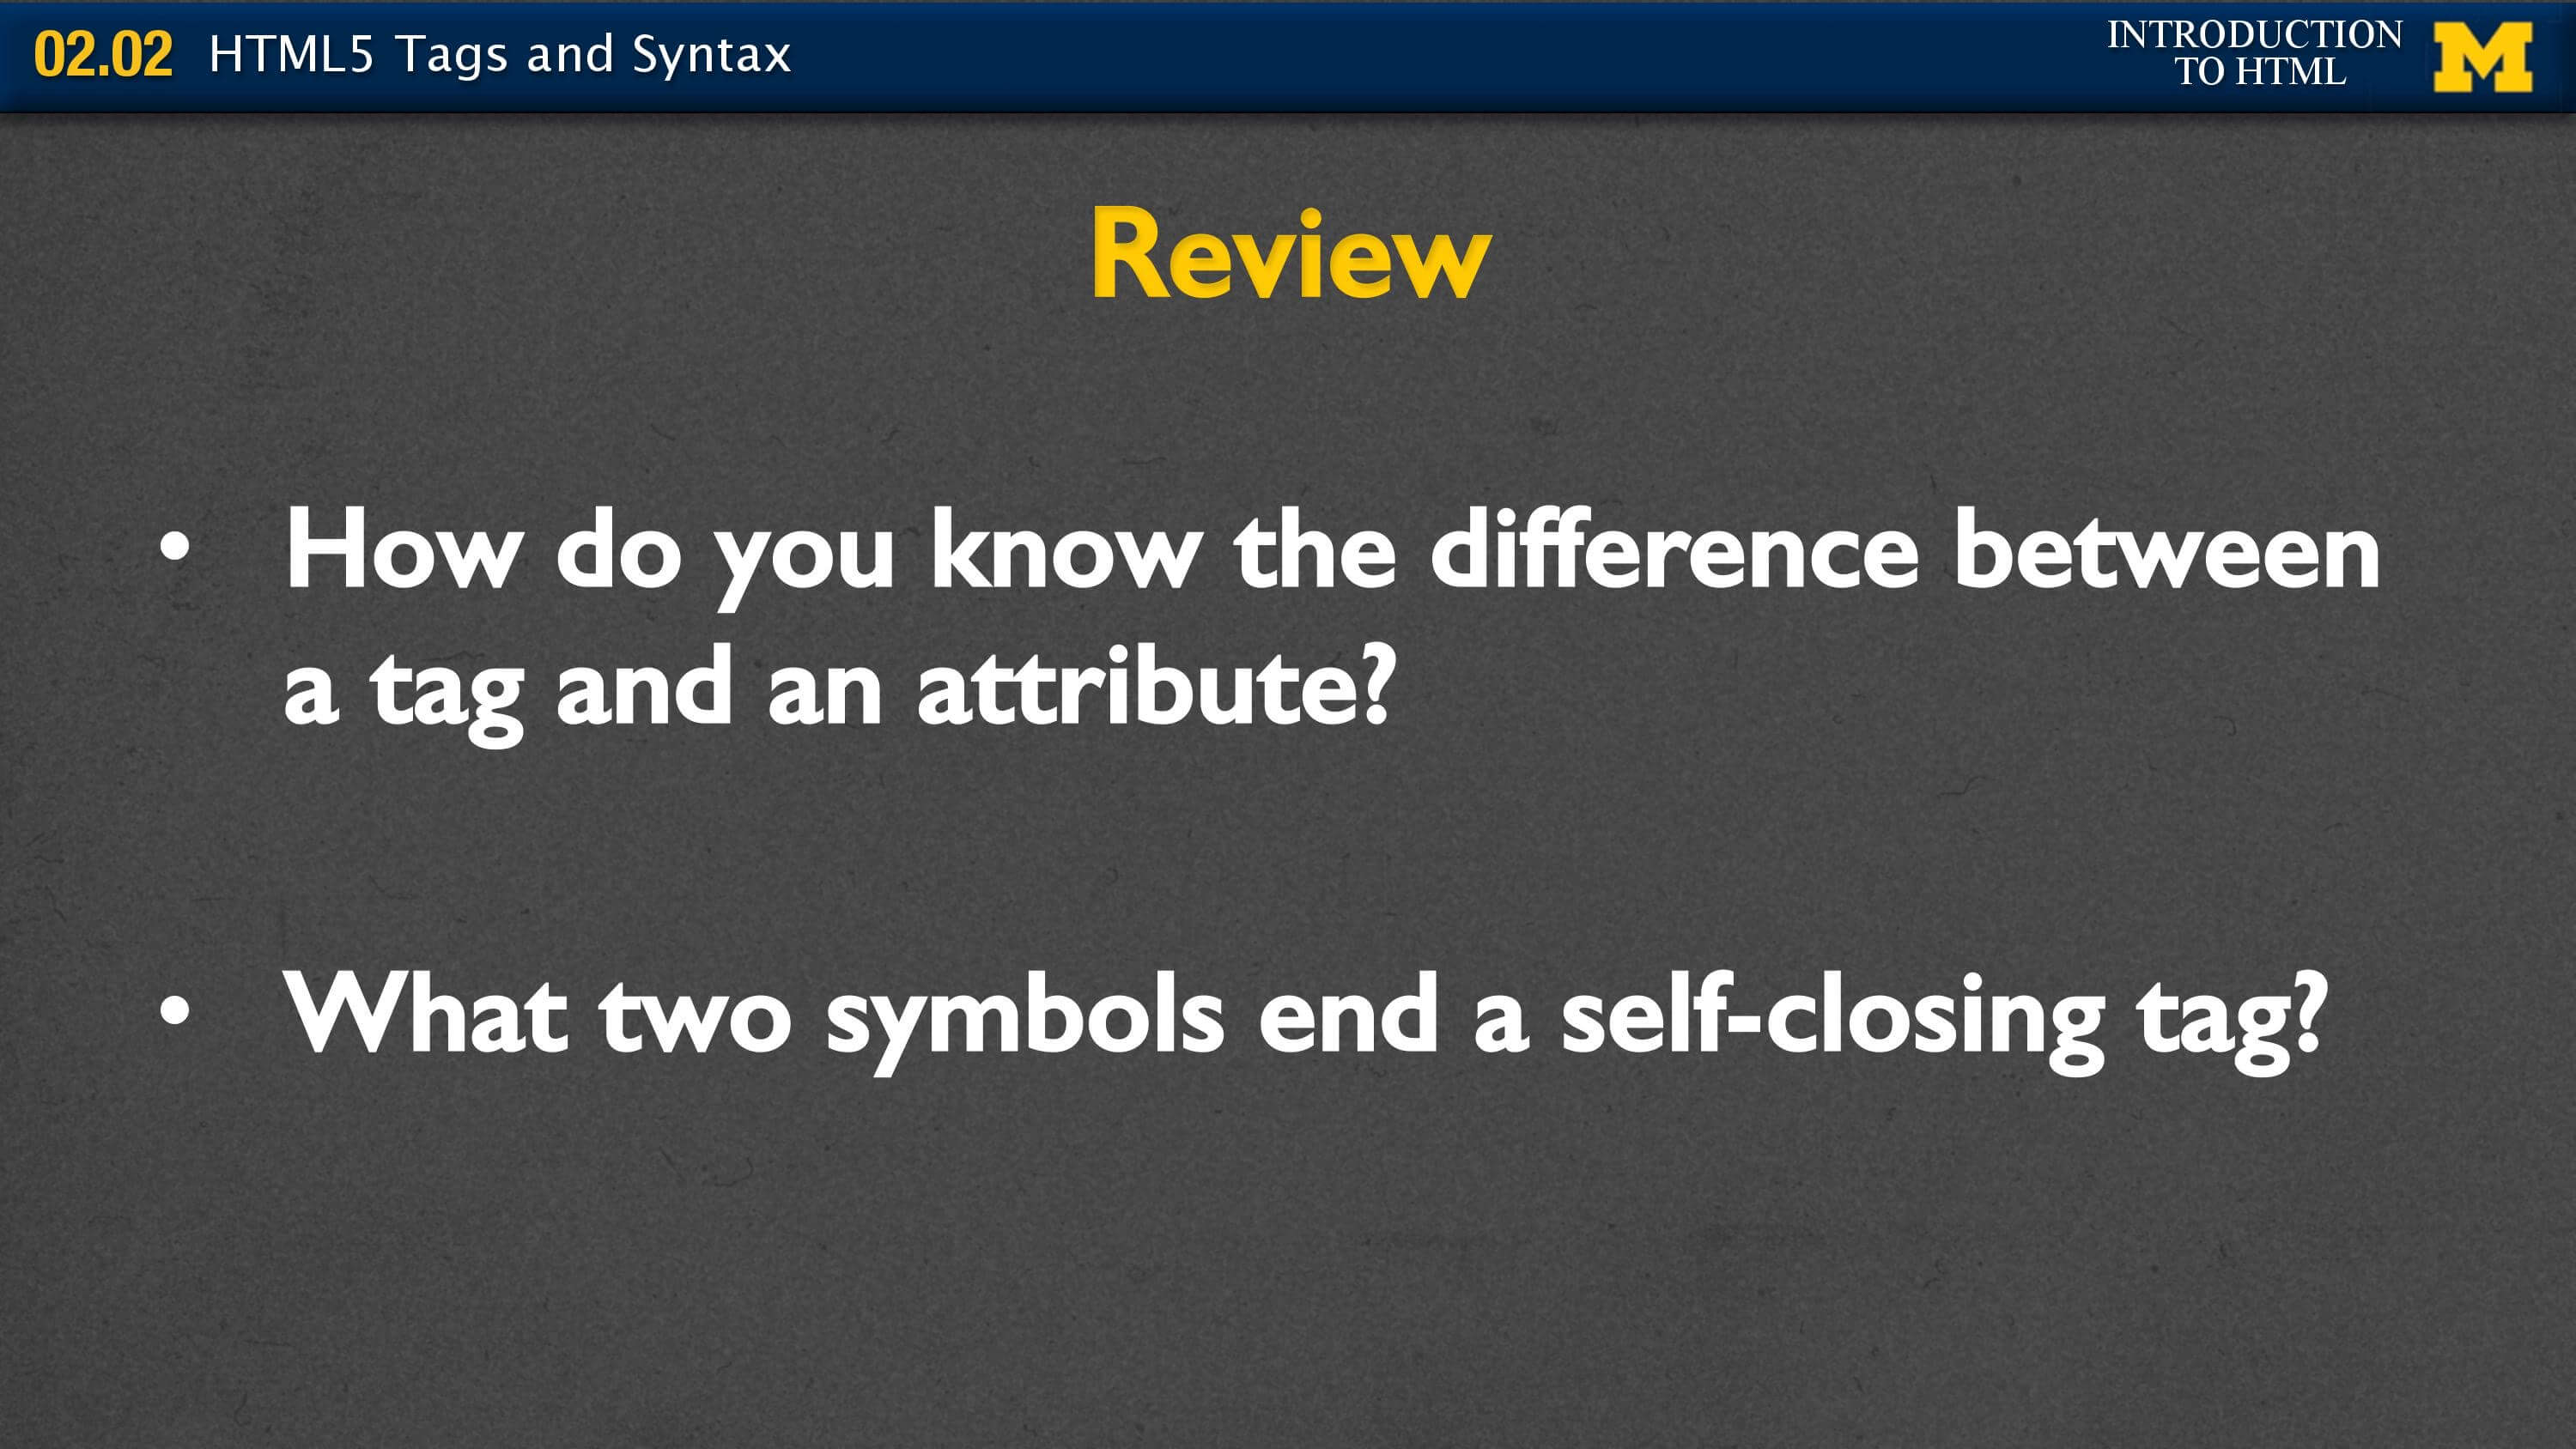 02.02 HTML5 Tags and Syntax
INTRODUCTION
TO HTML
M
Review
• How do you know the difference between
a tag and an attribute?
• What two symbols end a self-closing tag?